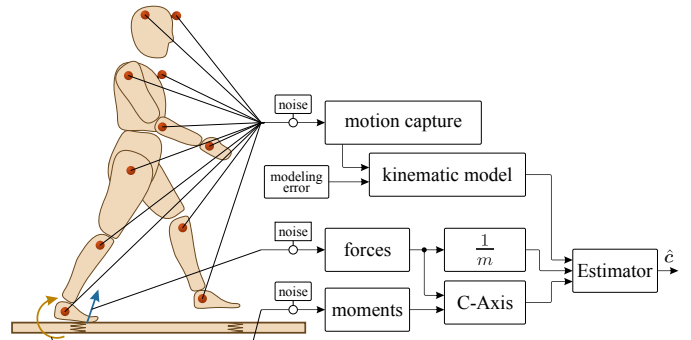 noise
motion capture
modeling
error
kinematic model
noise
forces
1
m
Estimator
ĉ
noise
moments
C-Axis